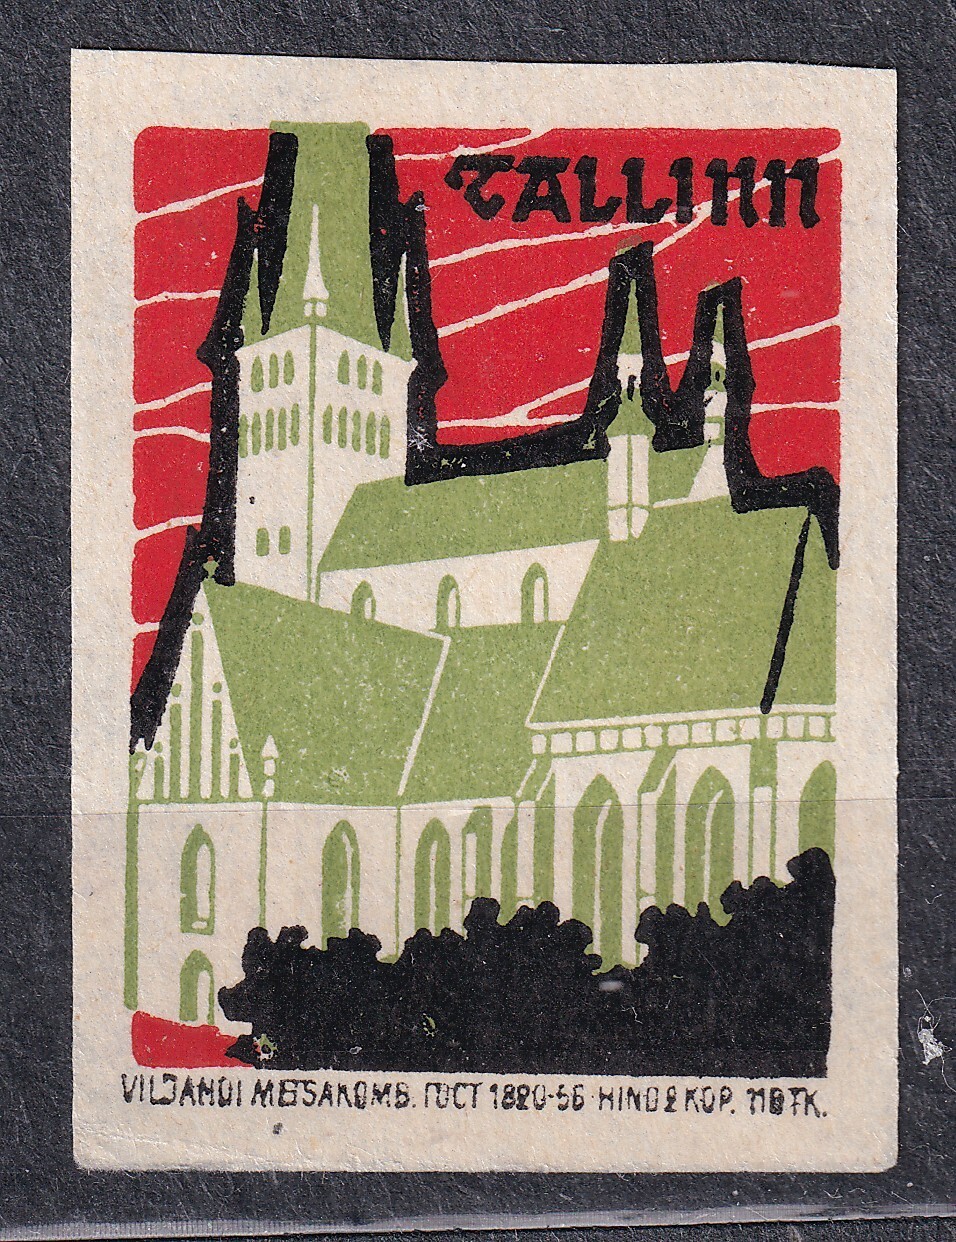 TALLINN
VILJANDI METSAKOMB. ГОСТ 1820-56 · HIND 2 KOP. 110 TK.